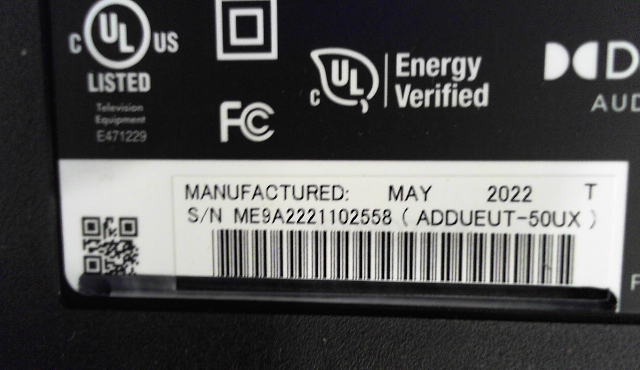 C UL US
LISTED
Television
Equipment
E471229
FC
C UL Energy
Verified
D
AUD
MANUFACTURED: MAY 2022 T
S/N ME9A2221102558 ( ADDUEUT-50UX )
F